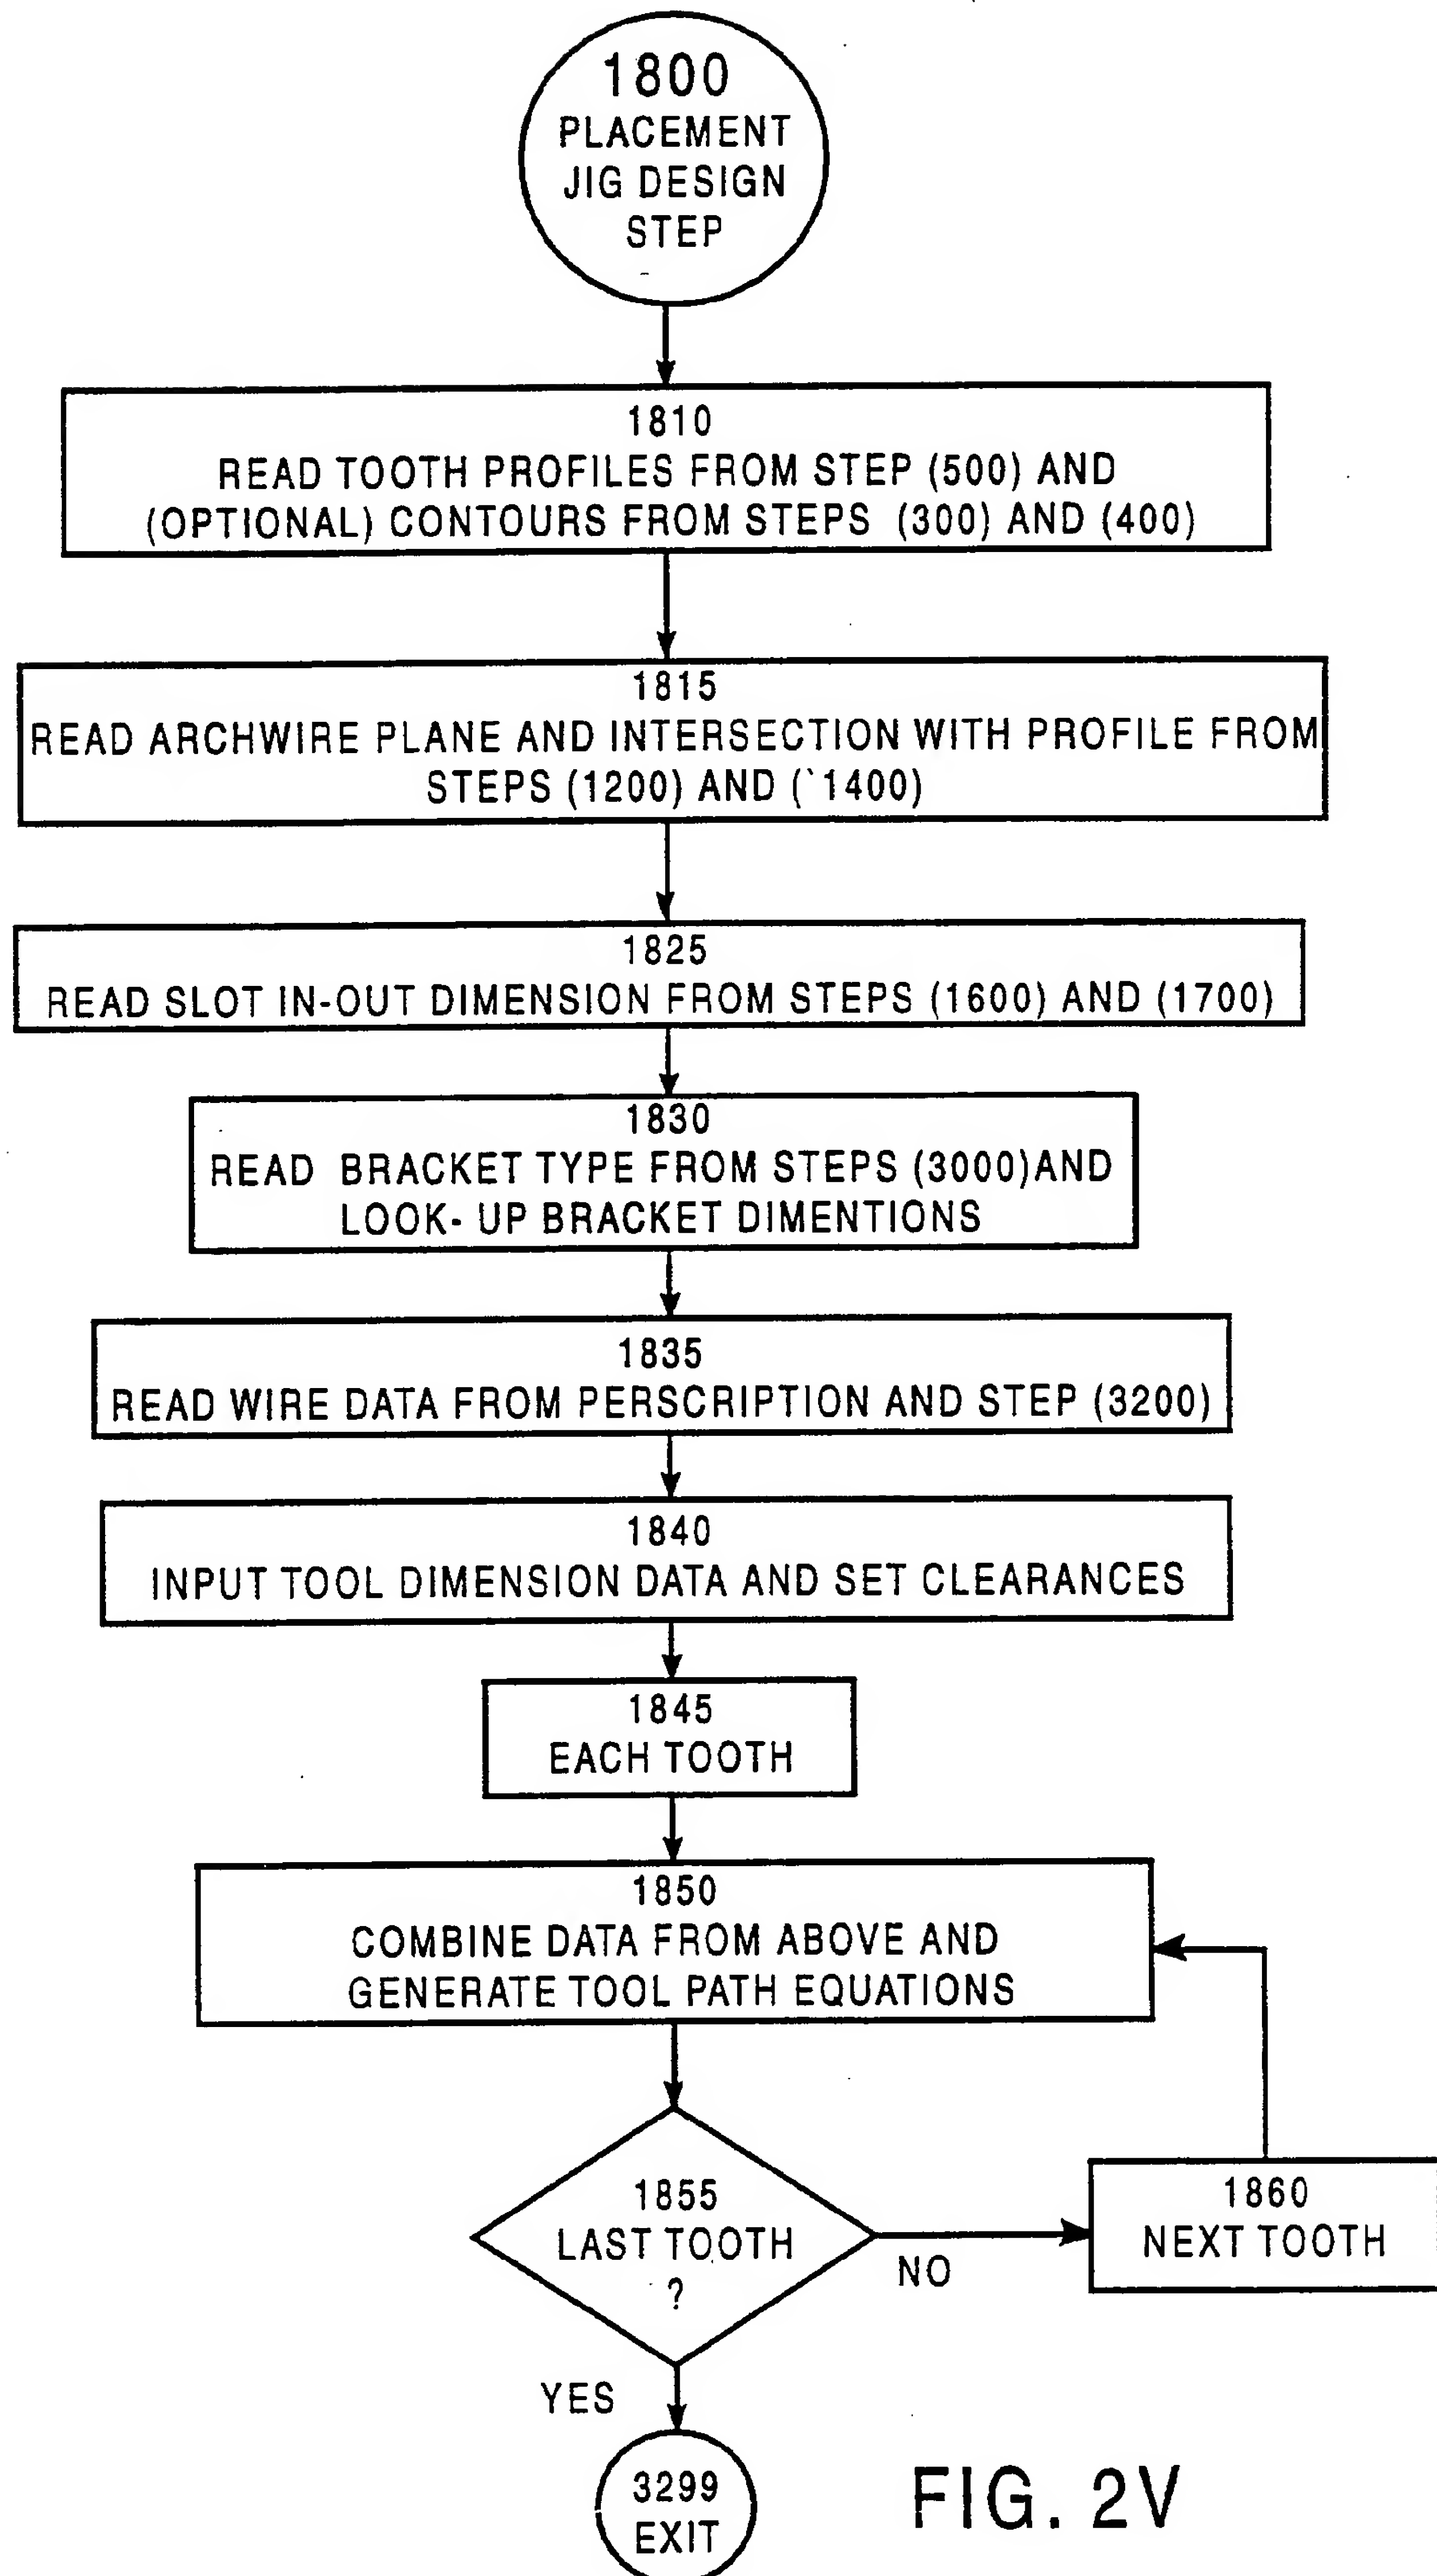 1800
PLACEMENT
JIG DESIGN
STEP
1810
READ TOOTH PROFILES FROM STEP (500) AND
(OPTIONAL) CONTOURS FROM STEPS (300) AND (400)
1815
READ ARCHWIRE PLANE AND INTERSECTION WITH PROFILE FROM
STEPS (1200) AND (`1400)
1825
READ SLOT IN-OUT DIMENSION FROM STEPS (1600) AND (1700)
1830
READ BRACKET TYPE FROM STEPS (3000)AND
LOOK- UP BRACKET DIMENTIONS
1835
READ WIRE DATA FROM PERSCRIPTION AND STEP (3200)
1840
INPUT TOOL DIMENSION DATA AND SET CLEARANCES
1845
EACH TOOTH
1850
COMBINE DATA FROM ABOVE AND
GENERATE TOOL PATH EQUATIONS
1855
LAST TOOTH
?
NO
1860
NEXT TOOTH
YES
3299
EXIT
FIG. 2V